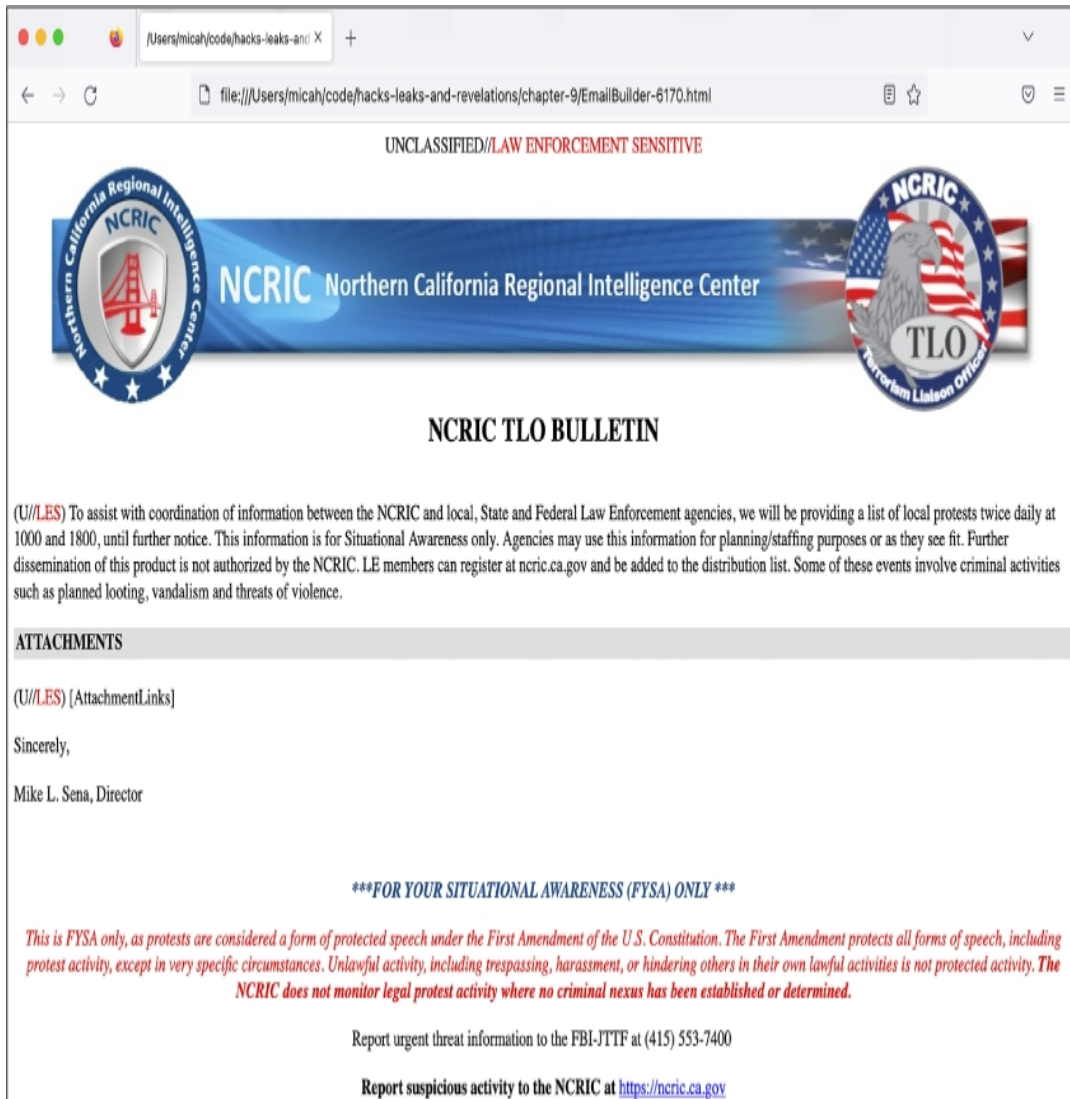 /Users/micah/code/hacks-leaks-and X +
file:///Users/micah/code/hacks-leaks-and-revelations/chapter-9/EmailBuilder-6170.html
UNCLASSIFIED//LAW ENFORCEMENT SENSITIVE
Northern California Regional Intelligence Center
NCRIC
NCRIC Northern California Regional Intelligence Center
NCRIC
TLO
Terrorism Liaison Officer
NCRIC TLO BULLETIN
(U//LES) To assist with coordination of information between the NCRIC and local, State and Federal Law Enforcement agencies, we will be providing a list of local protests twice daily at
1000 and 1800, until further notice. This information is for Situational Awareness only. Agencies may use this information for planning/staffing purposes or as they see fit. Further
dissemination of this product is not authorized by the NCRIC. LE members can register at ncric.ca.gov and be added to the distribution list. Some of these events involve criminal activities
such as planned looting, vandalism and threats of violence.
ATTACHMENTS
(U//LES) [AttachmentLinks]
Sincerely,
Mike L. Sena, Director
***FOR YOUR SITUATIONAL AWARENESS (FYSA) ONLY ***
This is FYSA only, as protests are considered a form of protected speech under the First Amendment of the U.S. Constitution. The First Amendment protects all forms of speech, including
protest activity, except in very specific circumstances. Unlawful activity, including trespassing, harassment, or hindering others in their own lawful activities is not protected activity. The
NCRIC does not monitor legal protest activity where no criminal nexus has been established or determined.
Report urgent threat information to the FBI-JTTF at (415) 553-7400
Report suspicious activity to the NCRIC at https://ncric.ca.gov